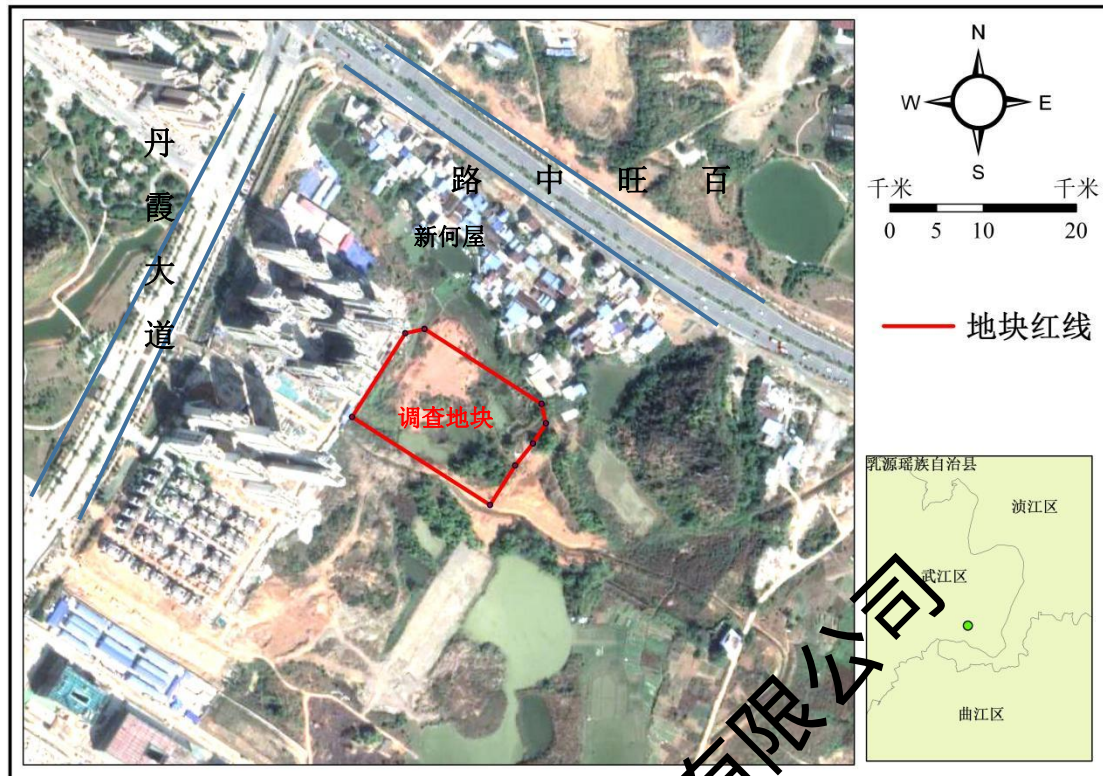 丹霞大道
路中旺百
新何屋
调查地块
N
W
E
S
千米
千米
0 5 10 20
地块红线
乳源瑶族自治县
浈江区
武江区
曲江区
有限公司